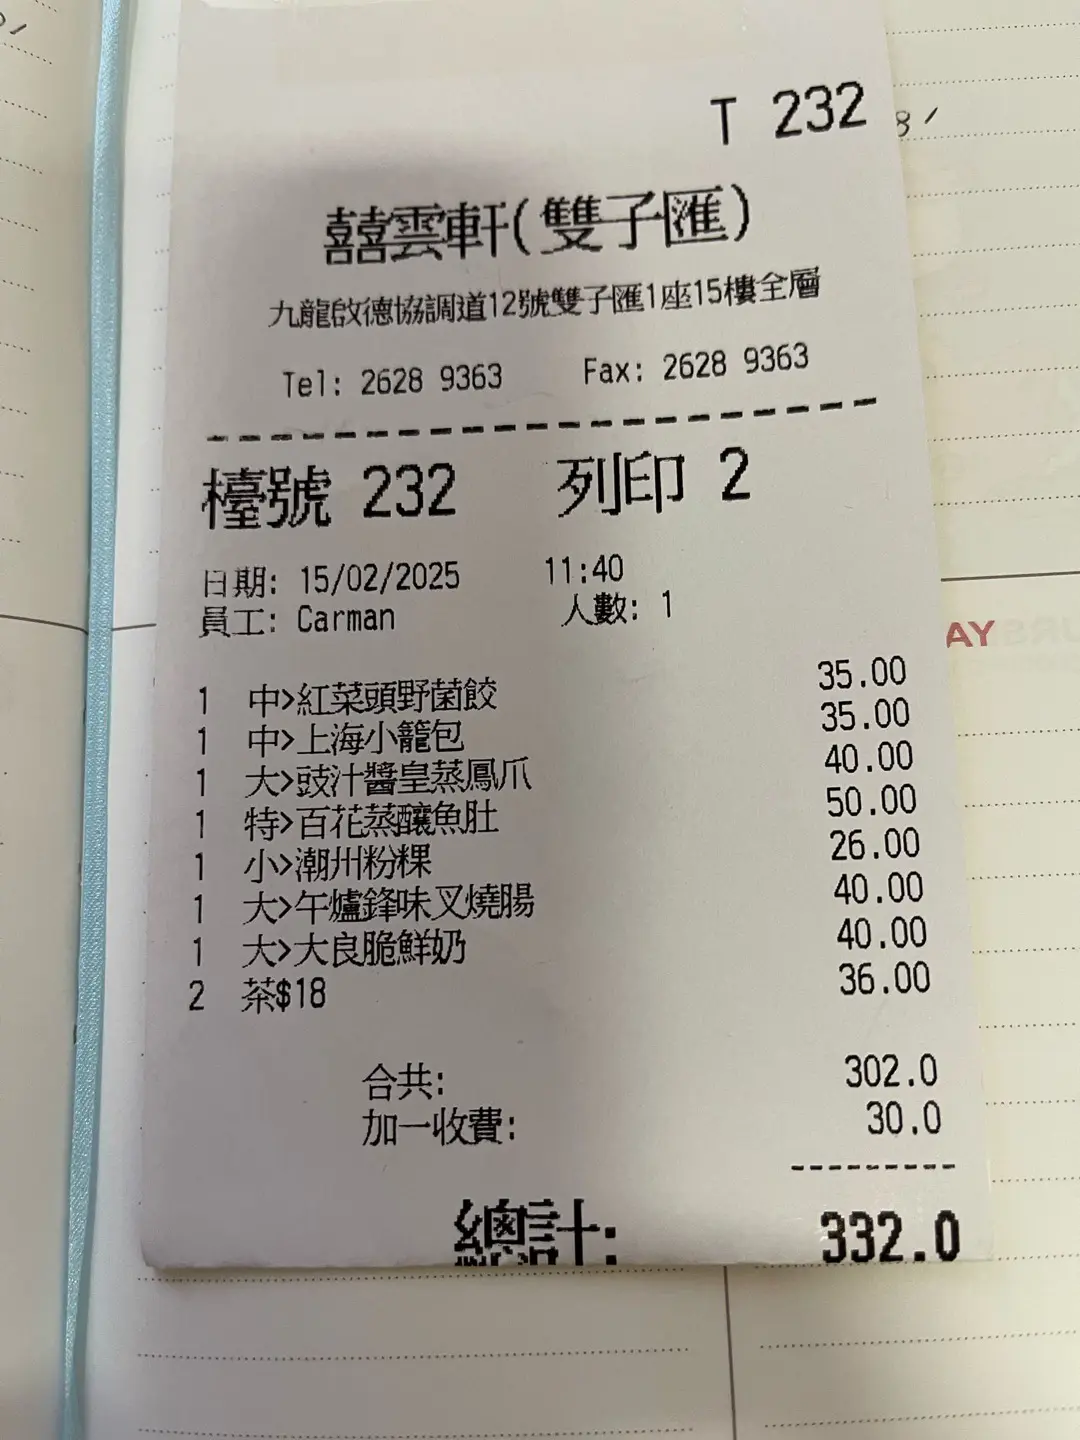 T 232
囍雲軒(雙子匯)
九龍啟德協調道12號雙子匯1座15樓全層
Tel: 2628 9363 Fax: 2628 9363
檯號 232 列印 2
日期: 15/02/2025 11:40
員工: Carman 人數: 1
1 中>紅菜頭野菌餃 35.00
1 中>上海小籠包 35.00
1 大>豉汁醬皇蒸鳳爪 40.00
1 特>百花蒸釀魚肚 50.00
1 小>潮州粉粿 26.00
1 大>午爐鋒味叉燒腸 40.00
1 大>大良脆鮮奶 40.00
2 茶$18 36.00
合共: 302.0
加一收費: 30.0
總計: 332.0
8/
AY